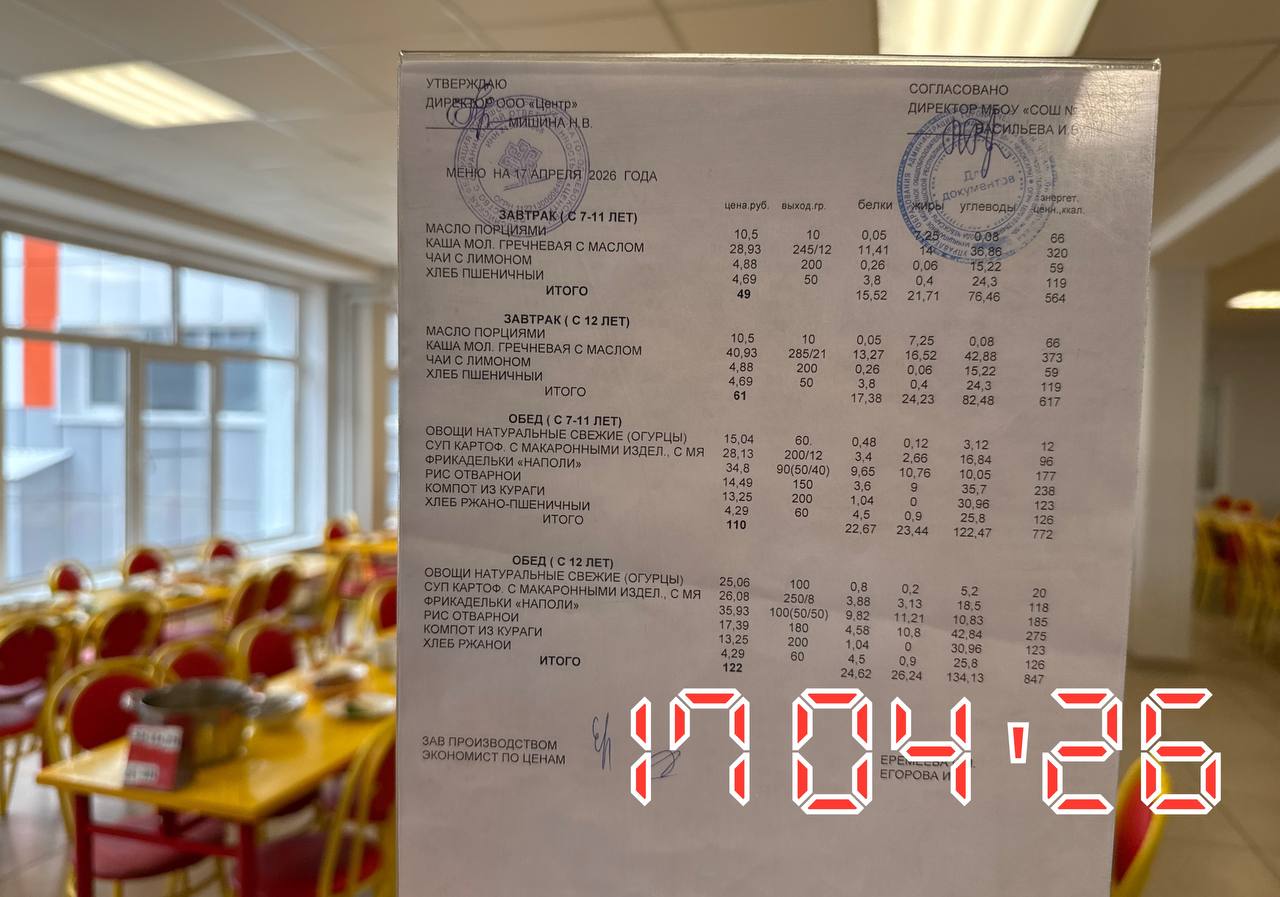 УТВЕРЖДАЮ
ДИРЕКТОР ООО «Центр»
МИШИНА Н.В.
СОГЛАСОВАНО
ДИРЕКТОР МБОУ «СОШ №
ВАСИЛЬЕВА И.В.
Для документов
МЕНЮ НА 17 АПРЕЛЯ 2026 ГОДА
цена.руб. выход.гр. белки жиры углеводы энергет. ценн.,ккал.
ЗАВТРАК ( С 7-11 ЛЕТ)
МАСЛО ПОРЦИЯМИ 10,5 10 0,05 7,25 0,08 66
КАША МОЛ. ГРЕЧНЕВАЯ С МАСЛОМ 28,93 245/12 11,41 14 36,86 320
ЧАИ С ЛИМОНОМ 4,88 200 0,26 0,06 15,22 59
ХЛЕБ ПШЕНИЧНЫЙ 4,69 50 3,8 0,4 24,3 119
ИТОГО 49 15,52 21,71 76,46 564
ЗАВТРАК ( С 12 ЛЕТ)
МАСЛО ПОРЦИЯМИ 10,5 10 0,05 7,25 0,08 66
КАША МОЛ. ГРЕЧНЕВАЯ С МАСЛОМ 40,93 285/21 13,27 16,52 42,88 373
ЧАИ С ЛИМОНОМ 4,88 200 0,26 0,06 15,22 59
ХЛЕБ ПШЕНИЧНЫЙ 4,69 50 3,8 0,4 24,3 119
ИТОГО 61 17,38 24,23 82,48 617
ОБЕД ( С 7-11 ЛЕТ)
ОВОЩИ НАТУРАЛЬНЫЕ СВЕЖИЕ (ОГУРЦЫ) 15,04 60. 0,48 0,12 3,12 12
СУП КАРТОФ. С МАКАРОННЫМИ ИЗДЕЛ., С МЯ 28,13 200/12 3,4 2,66 16,84 96
ФРИКАДЕЛЬКИ «НАПОЛИ» 34,8 90(50/40) 9,65 10,76 10,05 177
РИС ОТВАРНОИ 14,49 150 3,6 9 35,7 238
КОМПОТ ИЗ КУРАГИ 13,25 200 1,04 0 30,96 123
ХЛЕБ РЖАНО-ПШЕНИЧНЫЙ 4,29 60 4,5 0,9 25,8 126
ИТОГО 110 22,67 23,44 122,47 772
ОБЕД ( С 12 ЛЕТ)
ОВОЩИ НАТУРАЛЬНЫЕ СВЕЖИЕ (ОГУРЦЫ) 25,06 100 0,8 0,2 5,2 20
СУП КАРТОФ. С МАКАРОННЫМИ ИЗДЕЛ., С МЯ 26,08 250/8 3,88 3,13 18,5 118
ФРИКАДЕЛЬКИ «НАПОЛИ» 35,93 100(50/50) 9,82 11,21 10,83 185
РИС ОТВАРНОИ 17,39 180 4,58 10,8 42,84 275
КОМПОТ ИЗ КУРАГИ 13,25 200 1,04 0 30,96 123
ХЛЕБ РЖАНОИ 4,29 60 4,5 0,9 25,8 126
ИТОГО 122 24,62 26,24 134,13 847
ЗАВ ПРОИЗВОДСТВОМ ЕРЕМЕЕВА
ЭКОНОМИСТ ПО ЦЕНАМ ЕГОРОВА И
17 04 '26